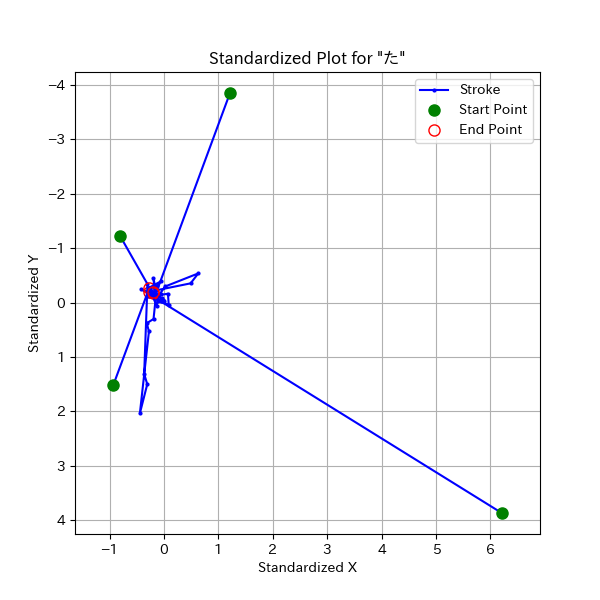 Standardized Plot for "た"
Stroke
Start Point
End Point
Standardized Y
−4
−3
−2
−1
0
1
2
3
4
−1 0 1 2 3 4 5 6
Standardized X